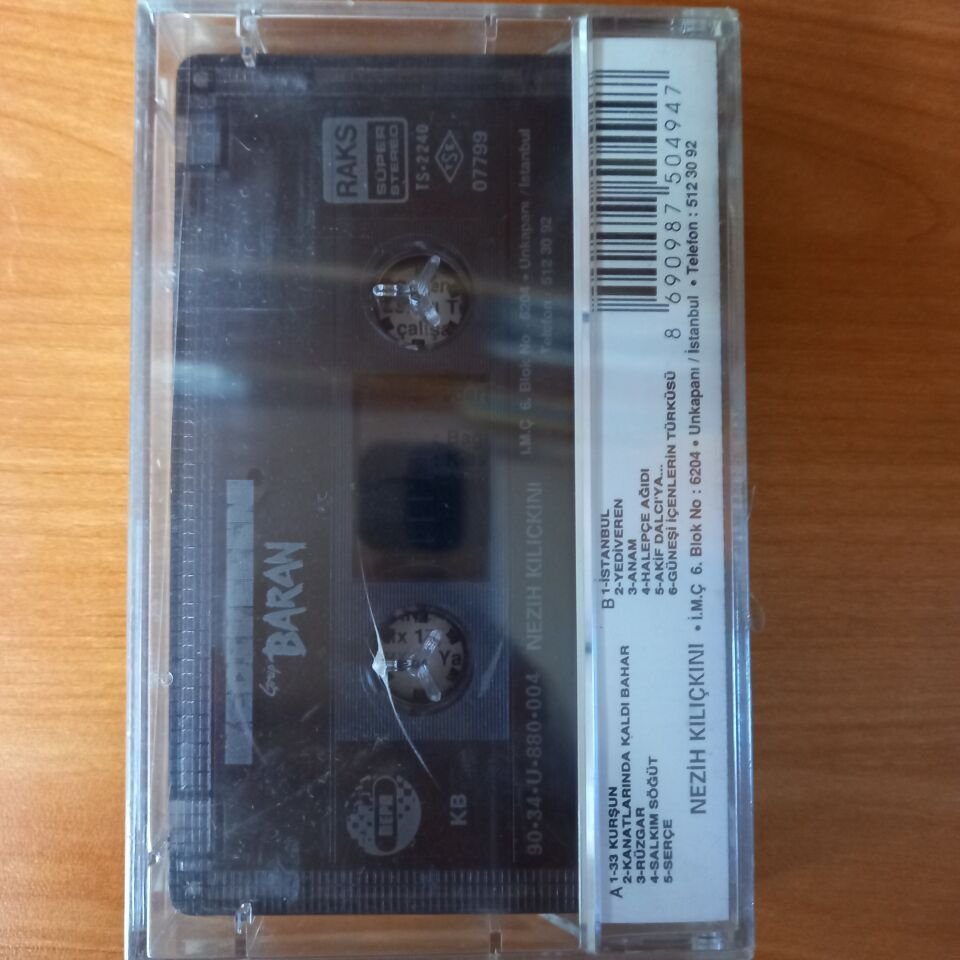 A 1-33 KURŞUN
2-KANATLARINDA KALDI BAHAR
3-RÜZGAR
4-SALKIM SÖĞÜT
5-SERÇE
B 1-İSTANBUL
2-YEDİVEREN
3-ANAM
4-HALEPÇE AĞIDI
5-AKİF DALCI'YA...
6-GÜNEŞİ İÇENLERİN TÜRKÜSÜ
8 690987 504947
NEZİH KILIÇKINI • İ.M.Ç 6. Blok No : 6204 • Unkapanı / İstanbul • Telefon : 512 30 92
Grup
BARAN
RAKS
SÜPER
STEREO
TS-2240
TSE
07799
KB
90-34-U-880-004 NEZİH KILIÇKINI İ.M.Ç 6. Blok No : 6204 • Unkapanı / İstanbul
Telefon : 512 30 92